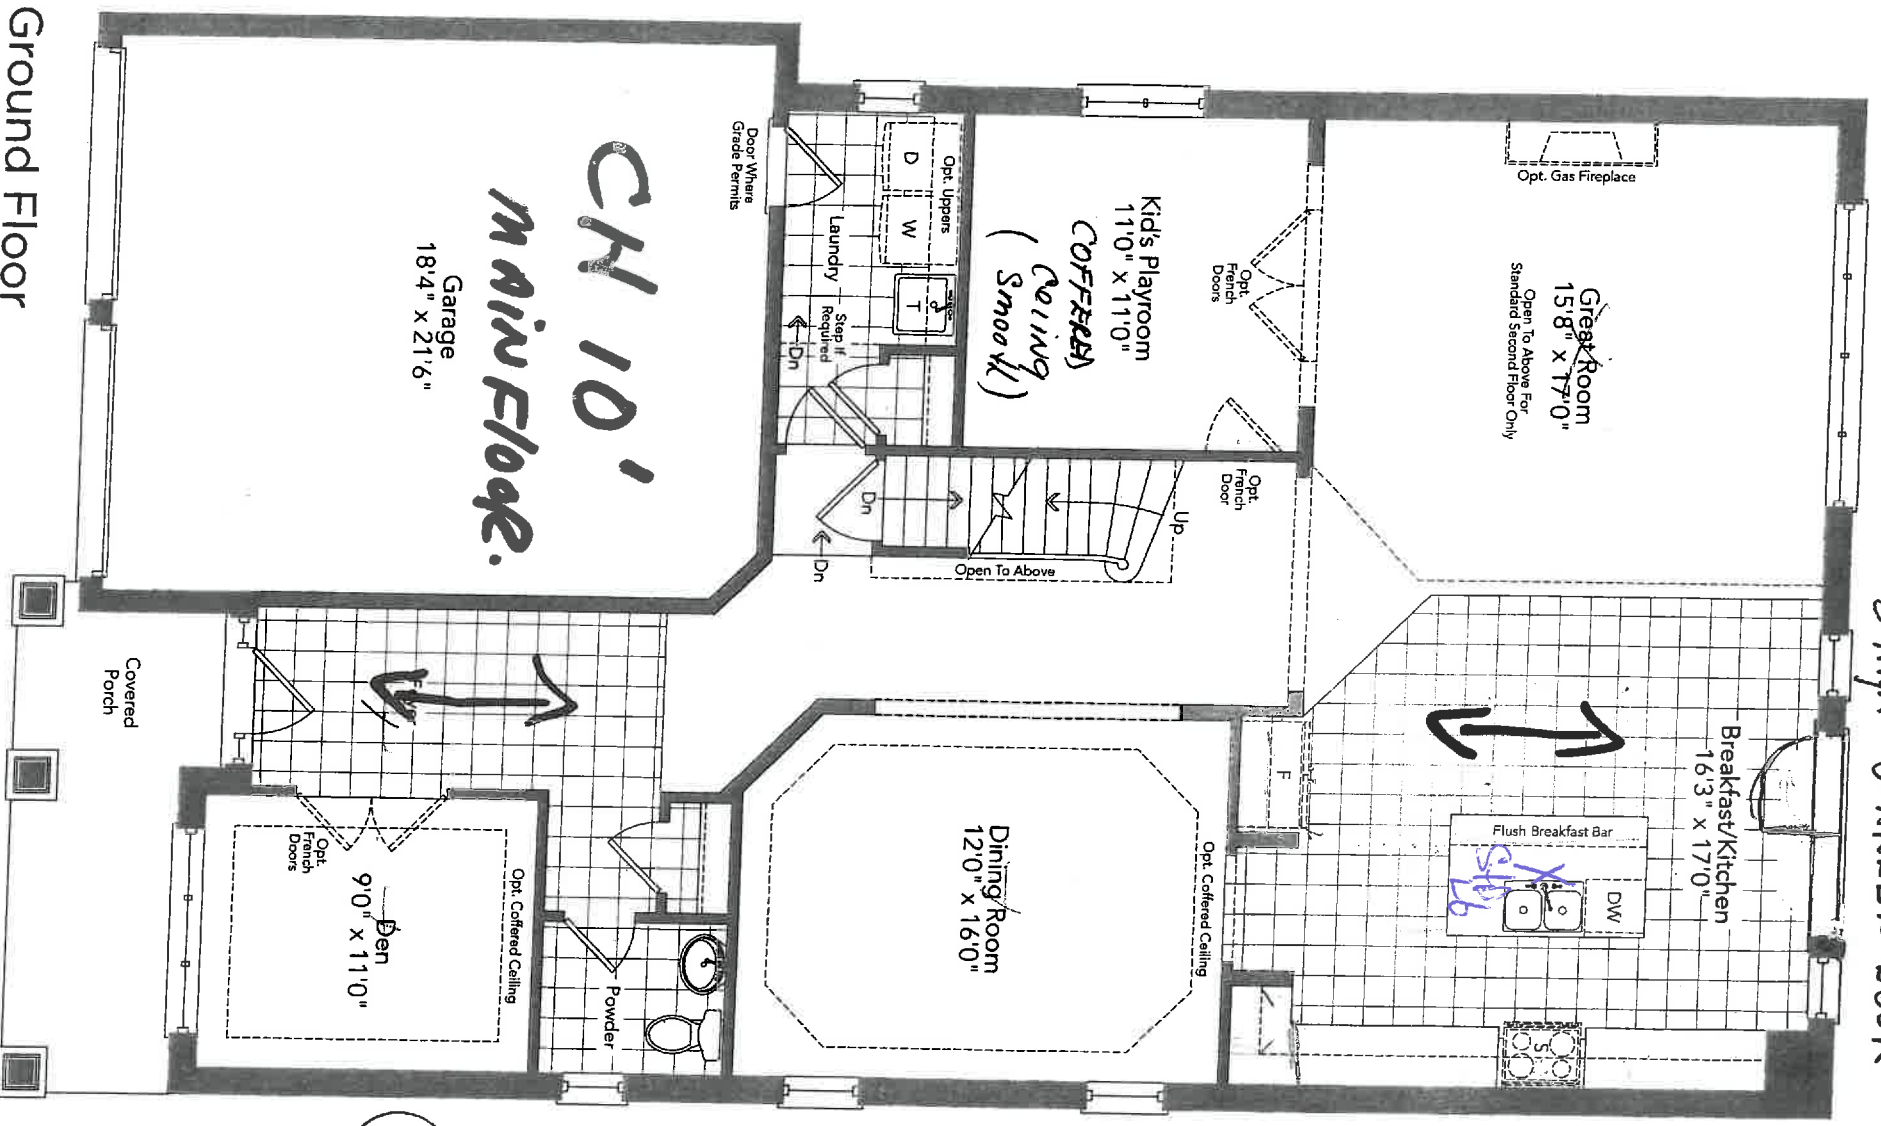 Ground Floor
Great Room
15'8" x 17'0"
Open To Above For
Standard Second Floor Only
Opt. Gas Fireplace
Breakfast/Kitchen
16'3" x 17'0"
Flush Breakfast Bar
DW
S
F
Kid's Playroom
11'0" x 11'0"
COFFERED
Ceiling
(Smooth)
Opt.
French
Doors
Opt.
French
Door
Up
Open To Above
Dn
Dn
Dn
Opt. Uppers
D
W
T
Laundry
Step If
Required
Door Where
Grade Permits
Dining Room
12'0" x 16'0"
Opt. Coffered Ceiling
CH 10'
MAIN FLOOR.
Garage
18'4" x 21'6"
Powder
Den
9'0" x 11'0"
Opt. Coffered Ceiling
Opt.
French
Doors
Covered
Porch